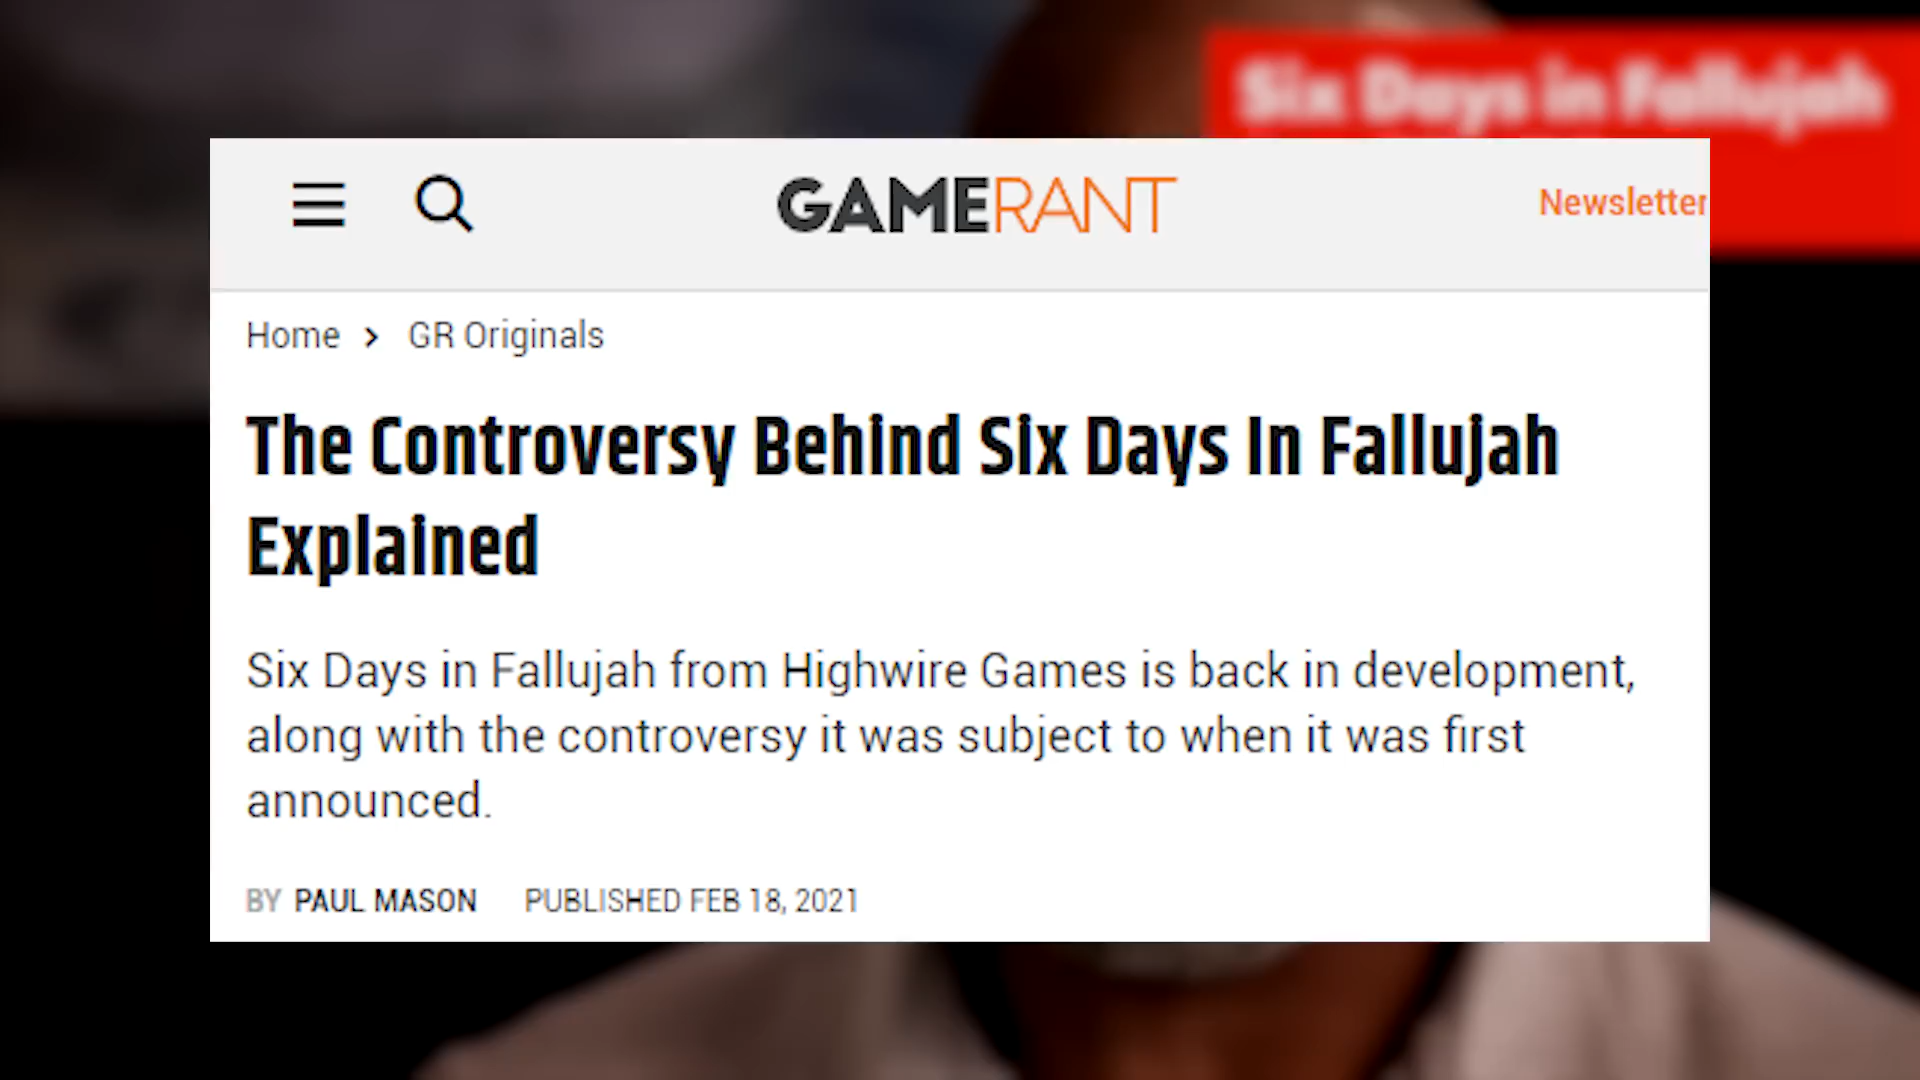 Six Days in Fallujah
GAMERANT
Newsletter
Home > GR Originals
The Controversy Behind Six Days In Fallujah
Explained
Six Days in Fallujah from Highwire Games is back in development,
along with the controversy it was subject to when it was first
announced.
BY PAUL MASON PUBLISHED FEB 18, 2021